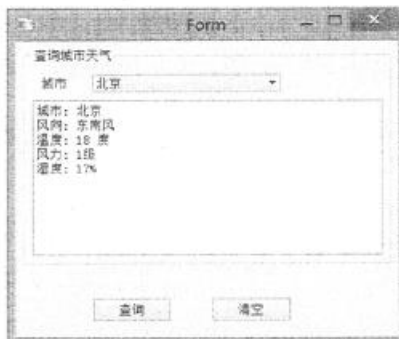 Form
查询城市天气
城市 北京
城市: 北京
风向: 东南风
温度: 18 度
风力: 1级
湿度: 17%
查询 清空